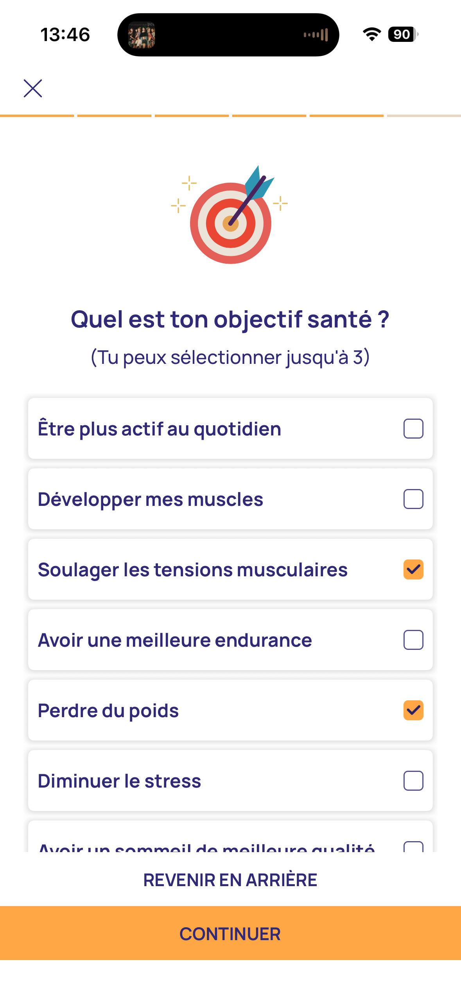 13:46
90
Quel est ton objectif santé ?
(Tu peux sélectionner jusqu'à 3)
Être plus actif au quotidien
Développer mes muscles
Soulager les tensions musculaires
Avoir une meilleure endurance
Perdre du poids
Diminuer le stress
Avoir un sommeil de meilleure qualité
REVENIR EN ARRIÈRE
CONTINUER